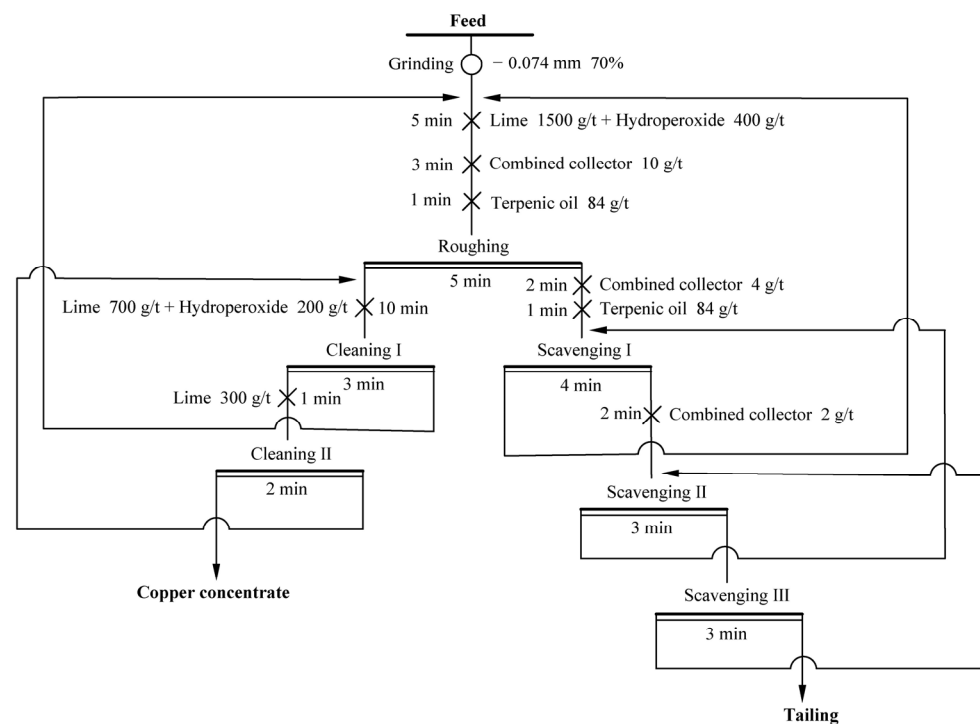 Feed
Grinding
− 0.074 mm 70%
5 min
Lime 1500 g/t + Hydroperoxide 400 g/t
3 min
Combined collector 10 g/t
1 min
Terpenic oil 84 g/t
Roughing
5 min
2 min
Combined collector 4 g/t
Lime 700 g/t + Hydroperoxide 200 g/t
10 min
1 min
Terpenic oil 84 g/t
Cleaning I
Scavenging I
3 min
4 min
Lime 300 g/t
1 min
2 min
Combined collector 2 g/t
Cleaning II
2 min
Scavenging II
3 min
Copper concentrate
Scavenging III
3 min
Tailing